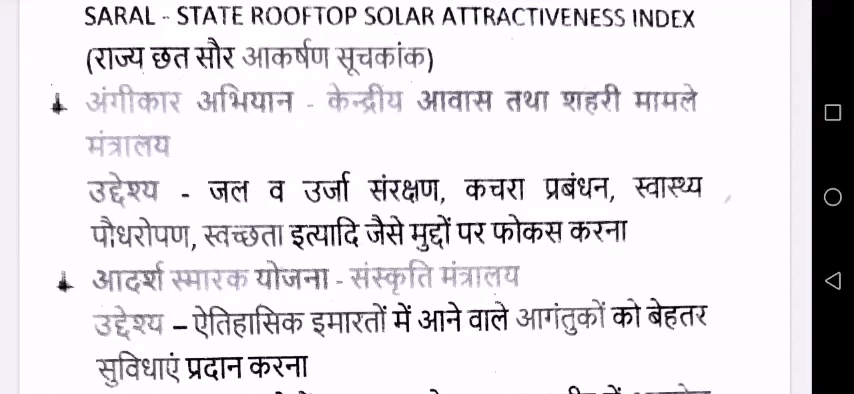 SARAL - STATE ROOFTOP SOLAR ATTRACTIVENESS INDEX
(राज्य छत सौर आकर्षण सूचकांक)
अंगीकार अभियान - केन्द्रीय आवास तथा शहरी मामले
मंत्रालय
उद्देश्य - जल व उर्जा संरक्षण, कचरा प्रबंधन, स्वास्थ्य
पौधरोपण, स्वच्छता इत्यादि जैसे मुद्दों पर फोकस करना
आदर्श स्मारक योजना - संस्कृति मंत्रालय
उद्देश्य – ऐतिहासिक इमारतों में आने वाले आगंतुकों को बेहतर
सुविधाएं प्रदान करना